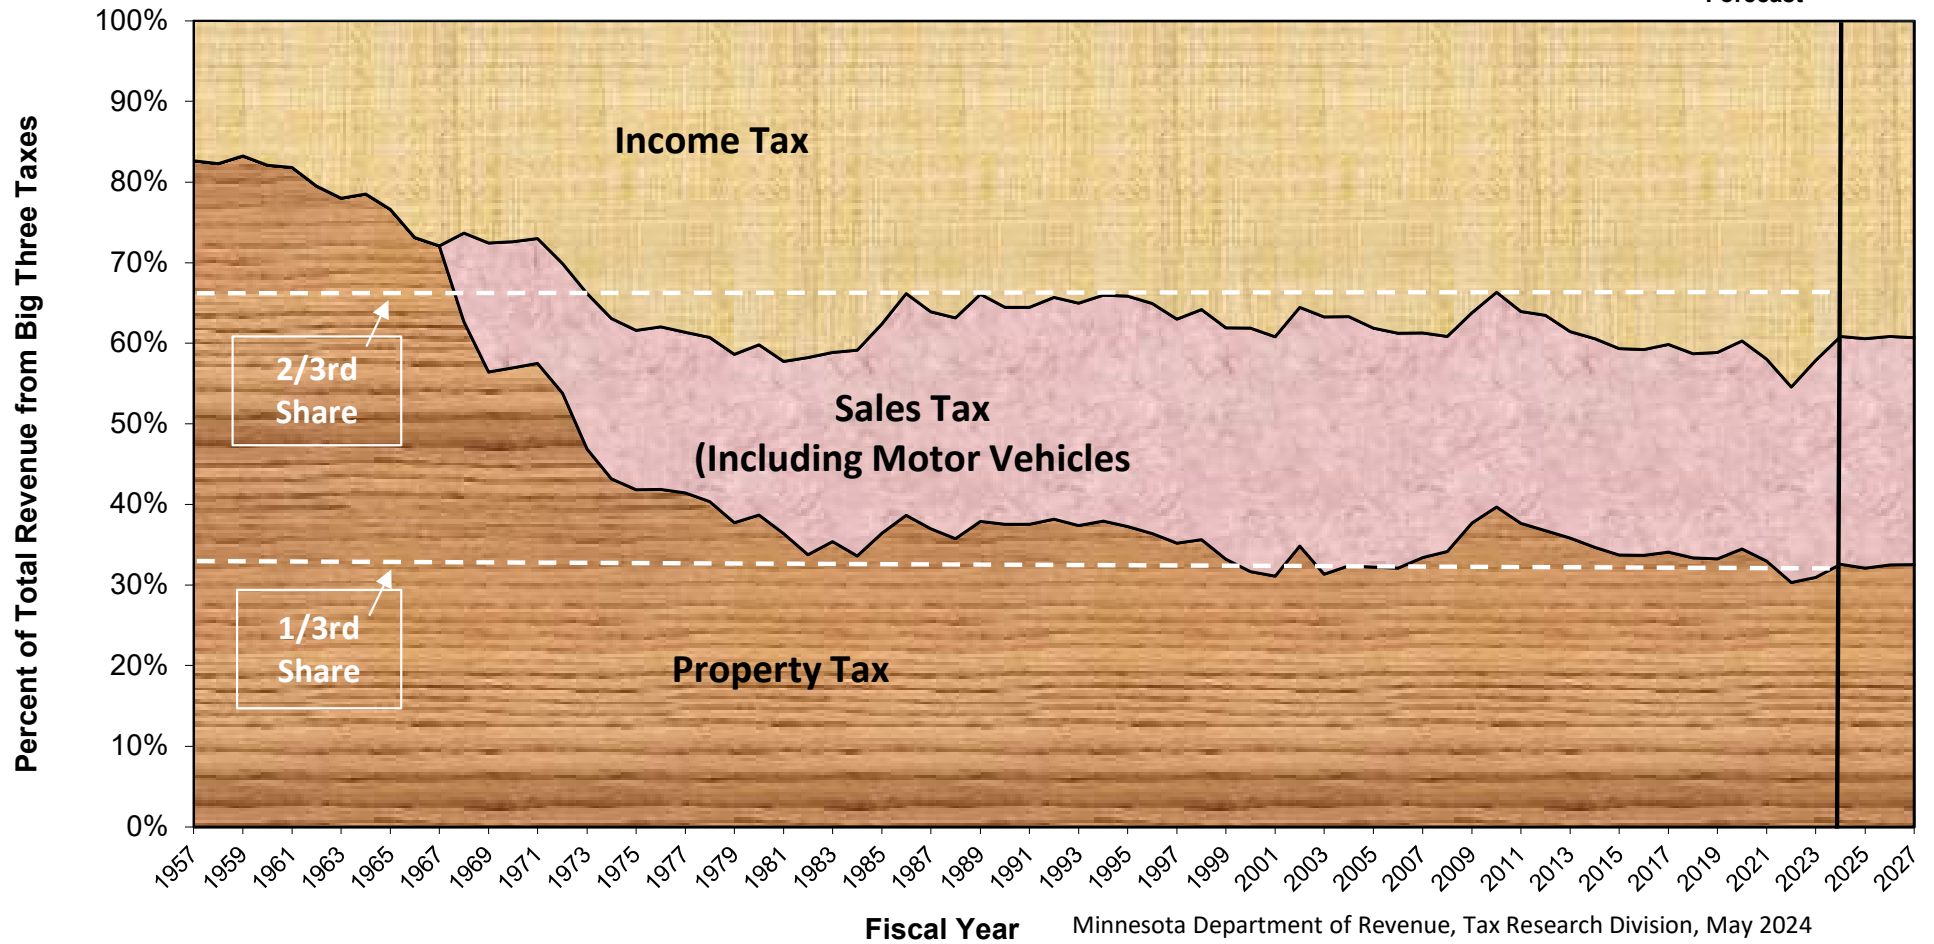 Forecast
100%
90%
80%
70%
60%
50%
40%
30%
20%
10%
0%
Percent of Total Revenue from Big Three Taxes
Income Tax
2/3rd
Share
Sales Tax
(Including Motor Vehicles
1/3rd
Share
Property Tax
1957 1959 1961 1963 1965 1967 1969 1971 1973 1975 1977 1979 1981 1983 1985 1987 1989 1991 1993 1995 1997 1999 2001 2003 2005 2007 2009 2011 2013 2015 2017 2019 2021 2023 2025 2027
Fiscal Year
Minnesota Department of Revenue, Tax Research Division, May 2024